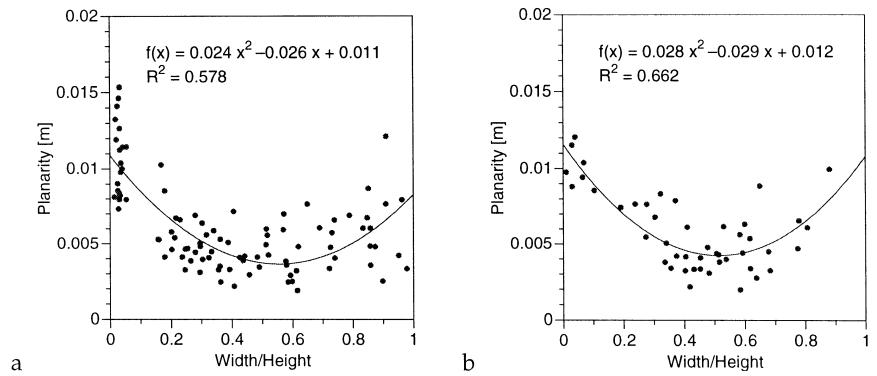 0.02
f(x) = 0.024 x² –0.026 x + 0.011
R² = 0.578
0.015
Planarity [m]
0.01
0.005
0
0 0.2 0.4 0.6 0.8 1
Width/Height
a
0.02
f(x) = 0.028 x² –0.029 x + 0.012
R² = 0.662
0.015
Planarity [m]
0.01
0.005
0
0 0.2 0.4 0.6 0.8 1
Width/Height
b